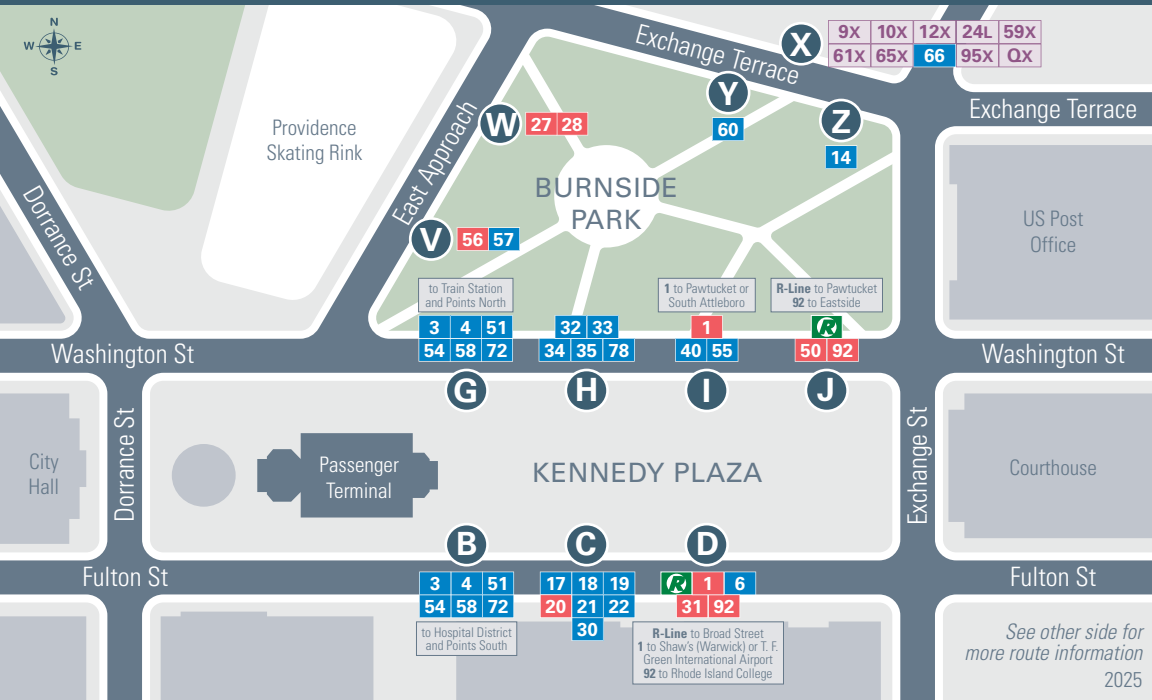 N
W E
S
Exchange Terrace
X
9X 10X 12X 24L 59X
61X 65X 66 95X QX
Exchange Terrace
Providence
Skating Rink
East Approach
W 27 28
Y
60
Z
14
BURNSIDE
PARK
Dorrance St
V 56 57
US Post
Office
to Train Station
and Points North
3 4 51
54 58 72
G
32 33
34 35 78
H
1 to Pawtucket or
South Attleboro
1
40 55
I
R-Line to Pawtucket
92 to Eastside
R
50 92
J
Washington St
Washington St
City
Hall
Dorrance St
Passenger
Terminal
KENNEDY PLAZA
Exchange St
Courthouse
B
3 4 51
54 58 72
to Hospital District
and Points South
C
17 18 19
20 21 22
30
D
R 1 6
31 92
R-Line to Broad Street
1 to Shaw's (Warwick) or T. F.
Green International Airport
92 to Rhode Island College
Fulton St
Fulton St
See other side for
more route information
2025